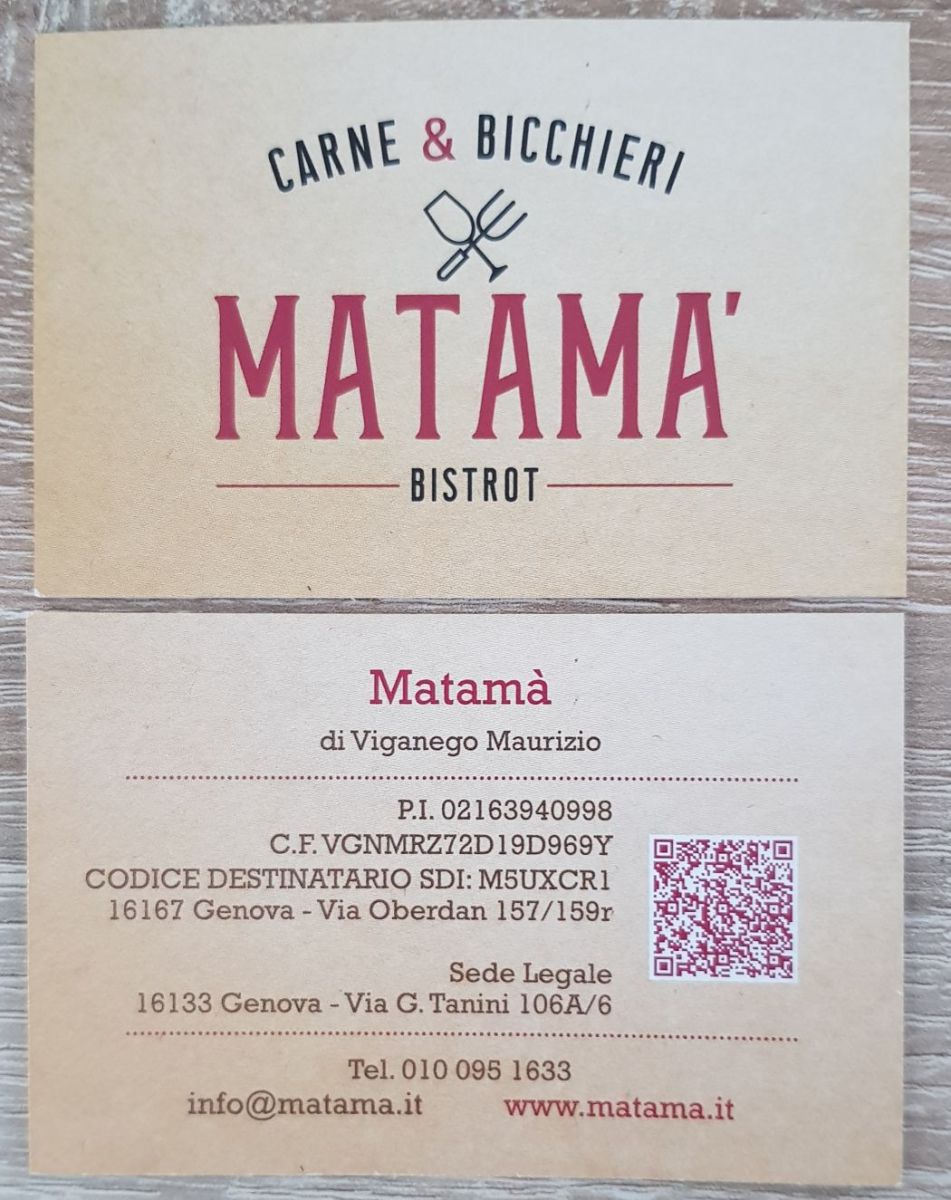 CARNE & BICCHIERI
MATAMA'
BISTROT
Matamà
di Viganego Maurizio
P.I. 02163940998
C.F. VGNMRZ72D19D969Y
CODICE DESTINATARIO SDI: M5UXCR1
16167 Genova - Via Oberdan 157/159r
Sede Legale
16133 Genova - Via G. Tanini 106A/6
Tel. 010 095 1633
info@matama.it www.matama.it